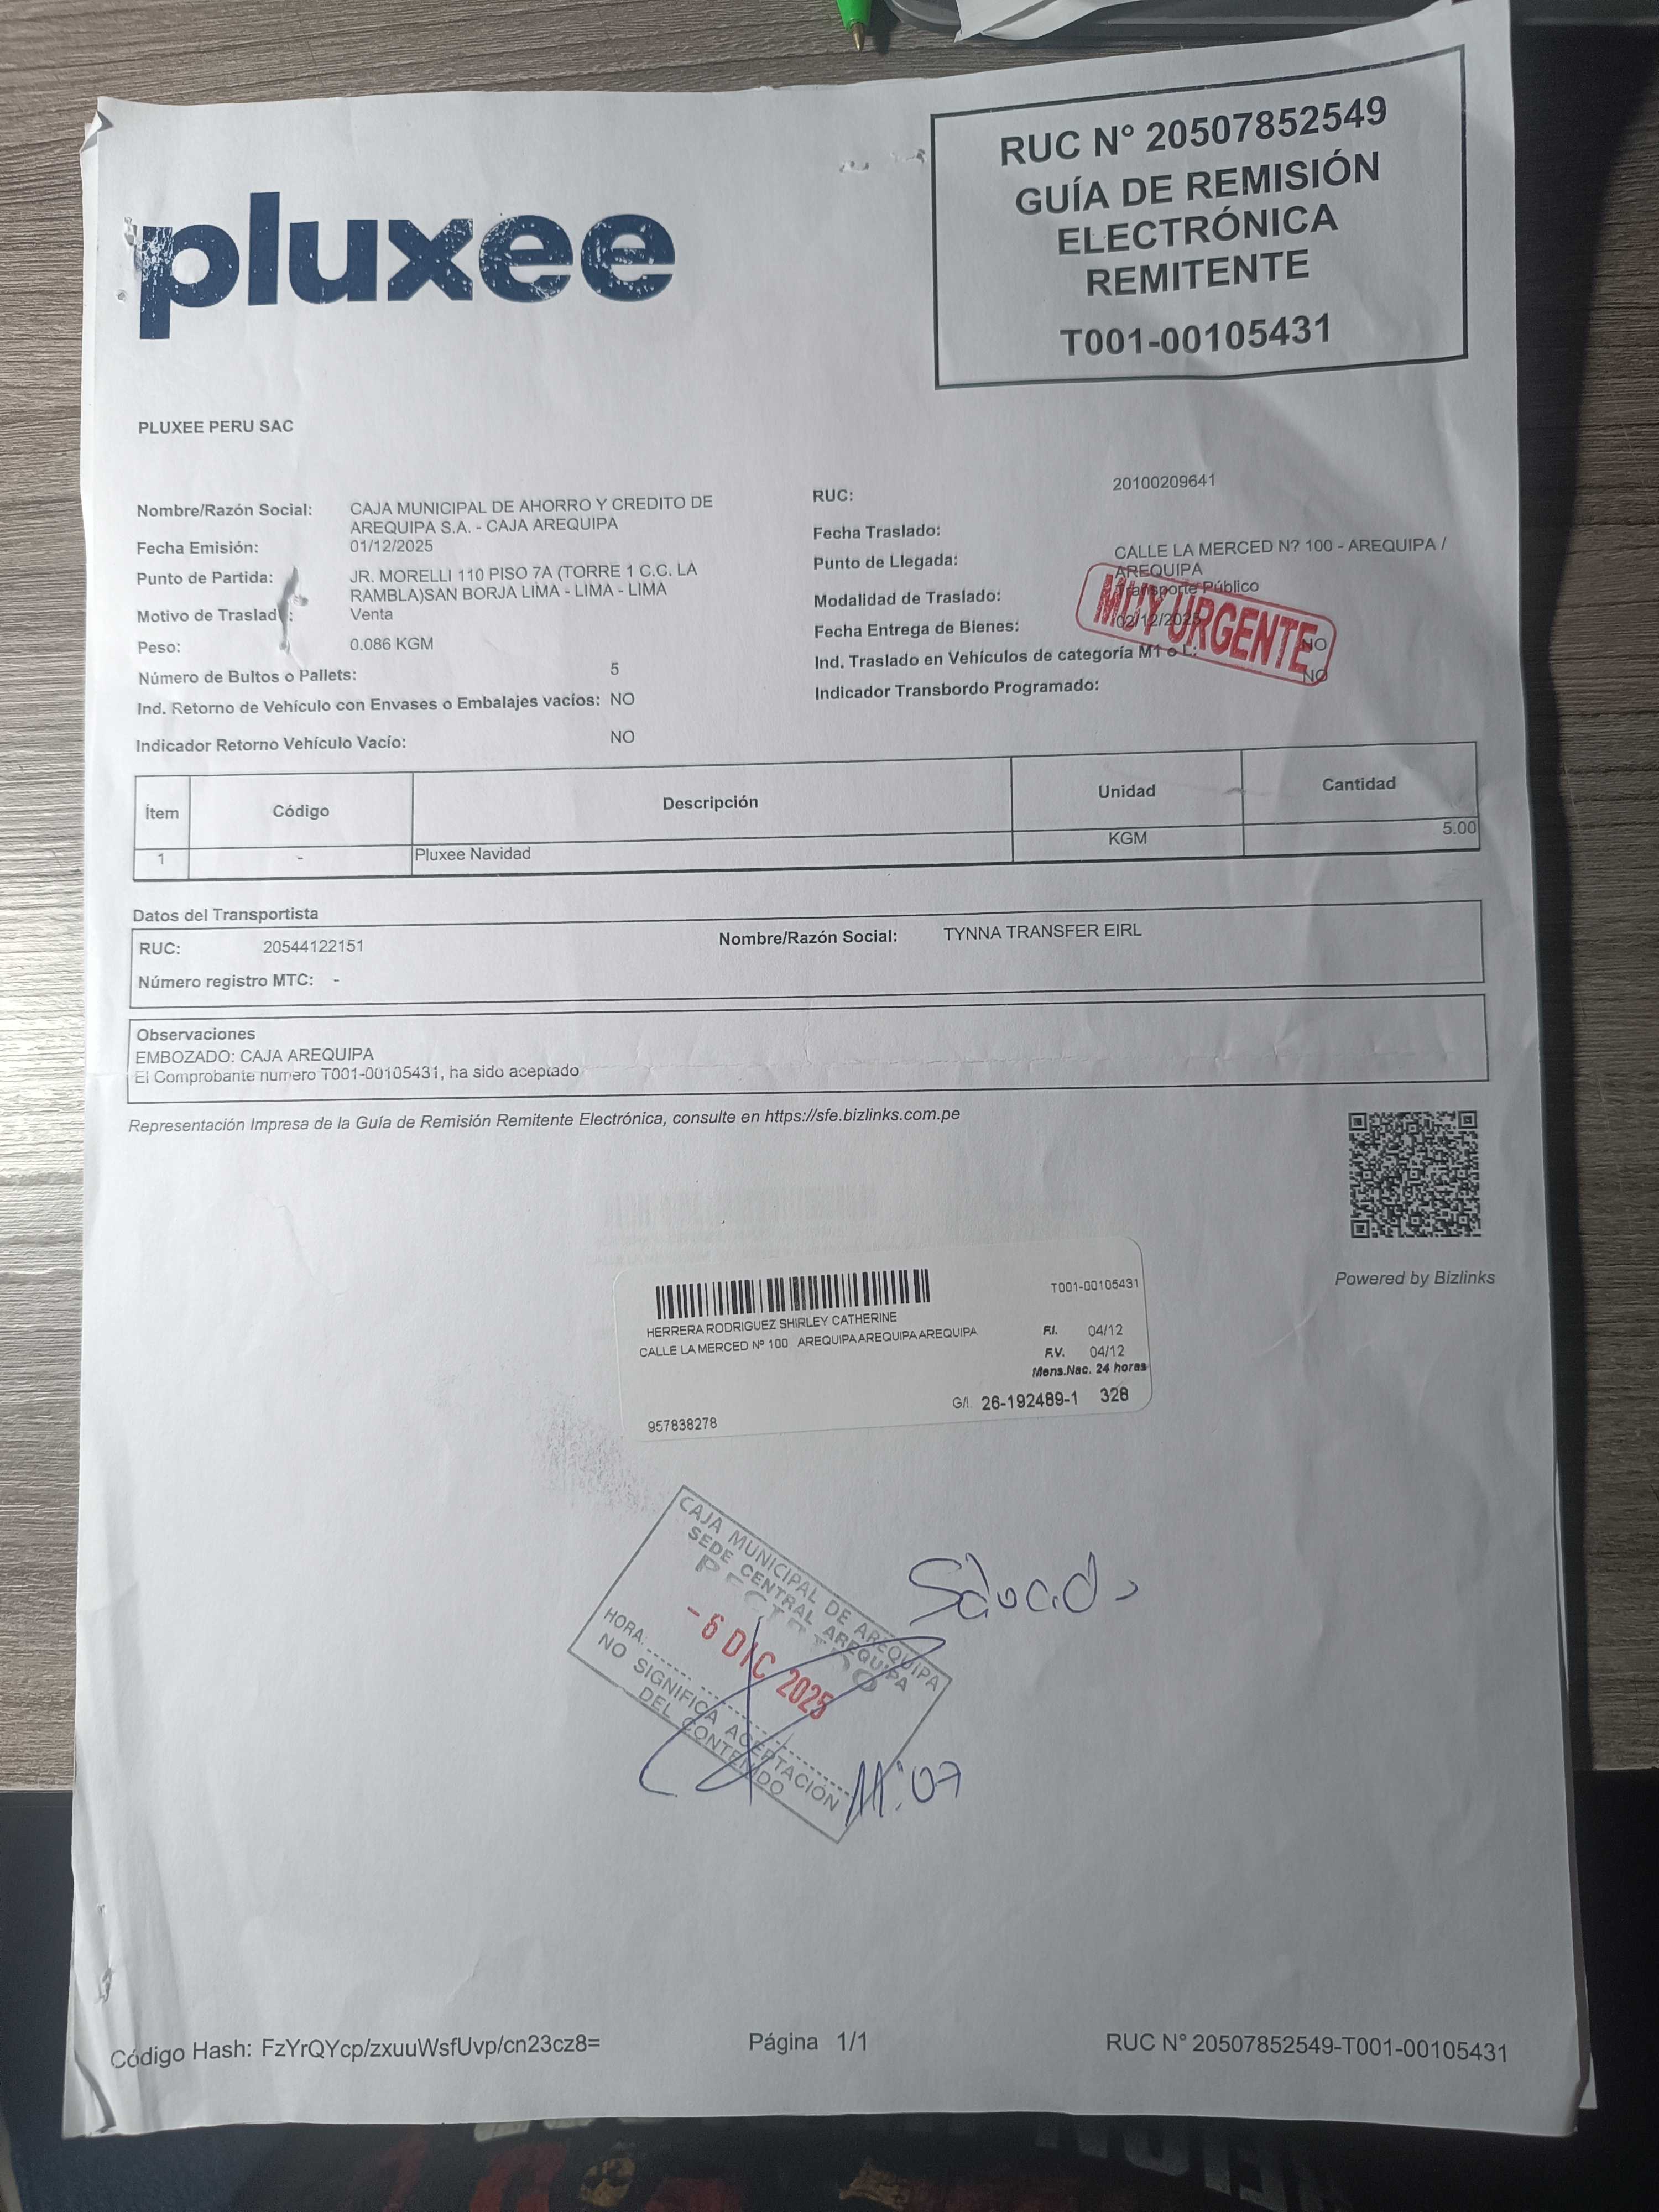 pluxee
RUC N° 20507852549
GUÍA DE REMISIÓN
ELECTRÓNICA
REMITENTE
T001-00105431
PLUXEE PERU SAC
Nombre/Razón Social: CAJA MUNICIPAL DE AHORRO Y CREDITO DE
AREQUIPA S.A. - CAJA AREQUIPA
Fecha Emisión: 01/12/2025
Punto de Partida: JR. MORELLI 110 PISO 7A (TORRE 1 C.C. LA
RAMBLA)SAN BORJA LIMA - LIMA - LIMA
Motivo de Traslado: Venta
Peso: 0.086 KGM
Número de Bultos o Pallets: 5
Ind. Retorno de Vehículo con Envases o Embalajes vacíos: NO
Indicador Retorno Vehículo Vacío: NO
RUC: 20100209641
Fecha Traslado:
Punto de Llegada: CALLE LA MERCED N? 100 - AREQUIPA /
AREQUIPA
Modalidad de Traslado: Transporte Público
Fecha Entrega de Bienes: 02/12/2025
Ind. Traslado en Vehículos de categoría M1 o L: NO
Indicador Transbordo Programado: NO
MUY URGENTE
Ítem Código Descripción Unidad Cantidad
1 - Pluxee Navidad KGM 5.00
Datos del Transportista
RUC: 20544122151 Nombre/Razón Social: TYNNA TRANSFER EIRL
Número registro MTC: -
Observaciones
EMBOZADO: CAJA AREQUIPA
El Comprobante numero T001-00105431, ha sido aceptado
Representación Impresa de la Guía de Remisión Remitente Electrónica, consulte en https://sfe.bizlinks.com.pe
Powered by Bizlinks
T001-00105431
HERRERA RODRIGUEZ SHIRLEY CATHERINE
CALLE LA MERCED Nº 100 AREQUIPAAREQUIPAAREQUIPA
F.I. 04/12
F.V. 04/12
Mens.Nac. 24 horas
G/I. 26-192489-1 328
957838278
CAJA MUNICIPAL DE AREQUIPA
SEDE CENTRAL AREQUIPA
RECIBIDO
- 6 DIC 2025
HORA:
NO SIGNIFICA ACEPTACIÓN
DEL CONTENIDO
11:07
Código Hash: FzYrQYcp/zxuuWsfUvp/cn23cz8=
Página 1/1
RUC N° 20507852549-T001-00105431